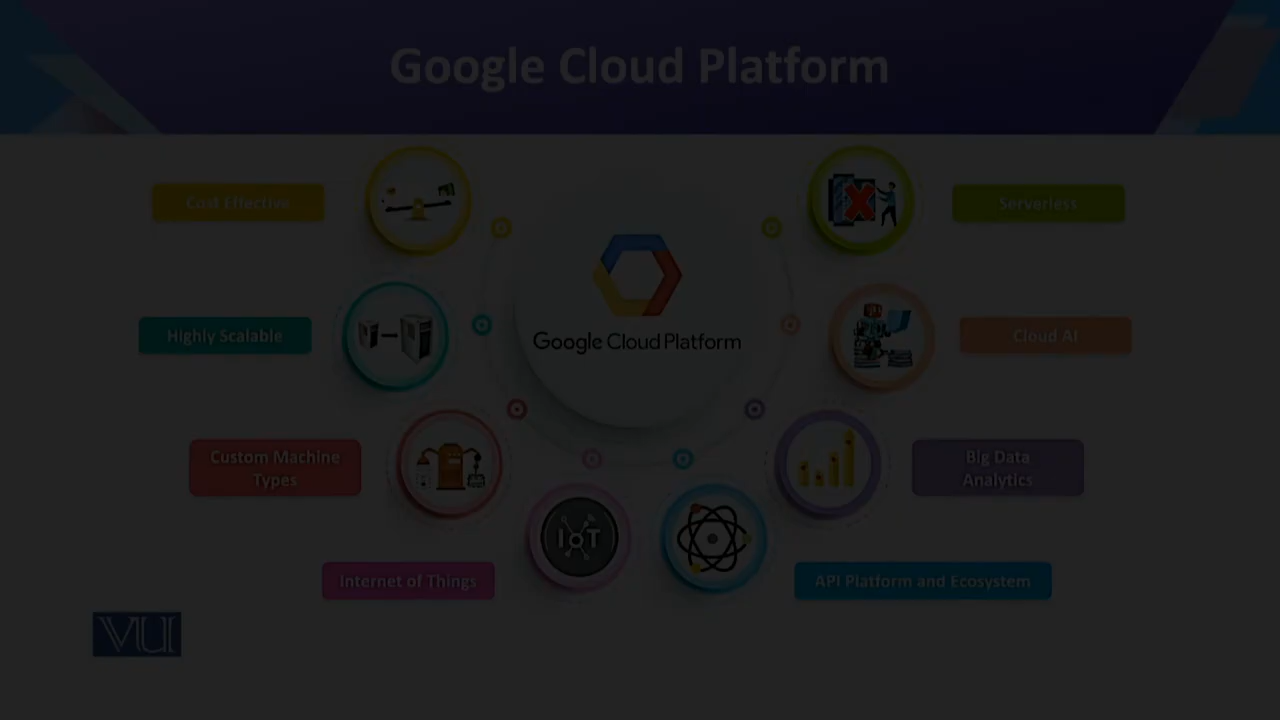 Google Cloud Platform
Cost Effective
Serverless
Google Cloud Platform
Highly Scalable
Cloud AI
Custom Machine
Types
Big Data
Analytics
IoT
Internet of Things
API Platform and Ecosystem
VU